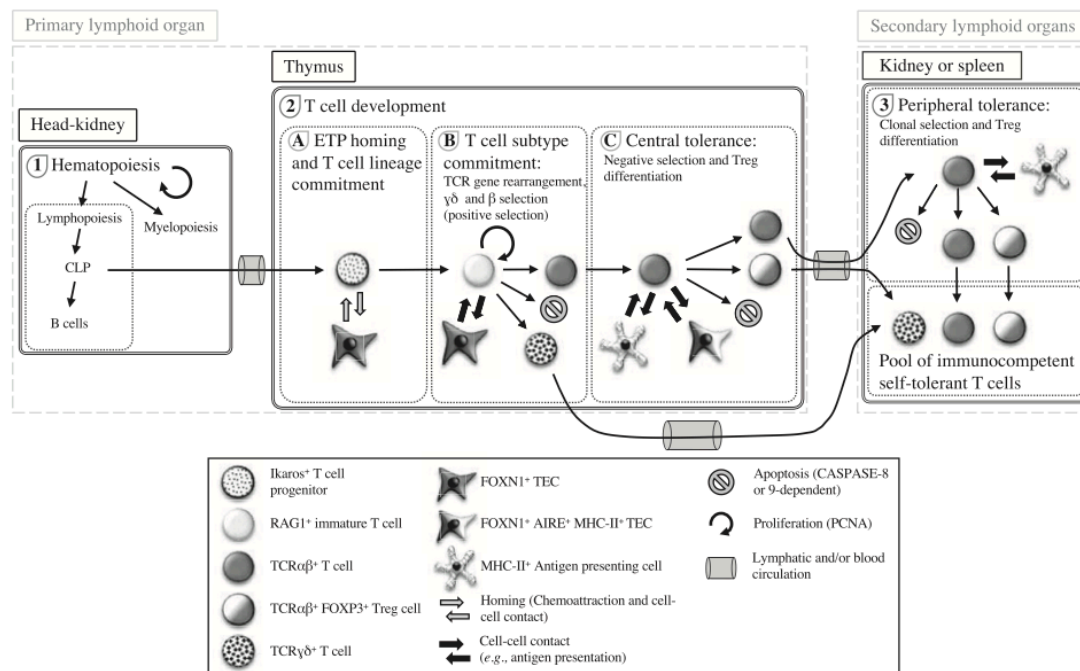 Primary lymphoid organ
Secondary lymphoid organs
Head-kidney
1 Hematopoiesis
Lymphopoiesis
Myelopoiesis
CLP
B cells
Thymus
2 T cell development
A ETP homing
and T cell lineage
commitment
B T cell subtype
commitment:
TCR gene rearrangement,
γδ and β selection
(positive selection)
C Central tolerance:
Negative selection and Treg
differentiation
Kidney or spleen
3 Peripheral tolerance:
Clonal selection and Treg
differentiation
Pool of immunocompetent
self-tolerant T cells
Ikaros⁺ T cell
progenitor
RAG1⁺ immature T cell
TCRαβ⁺ T cell
TCRαβ⁺ FOXP3⁺ Treg cell
TCRγδ⁺ T cell
FOXN1⁺ TEC
FOXN1⁺ AIRE⁺ MHC-II⁺ TEC
MHC-II⁺ Antigen presenting cell
Homing (Chemoattraction and cell-
cell contact)
Cell-cell contact
(e.g., antigen presentation)
Apoptosis (CASPASE-8
or 9-dependent)
Proliferation (PCNA)
Lymphatic and/or blood
circulation